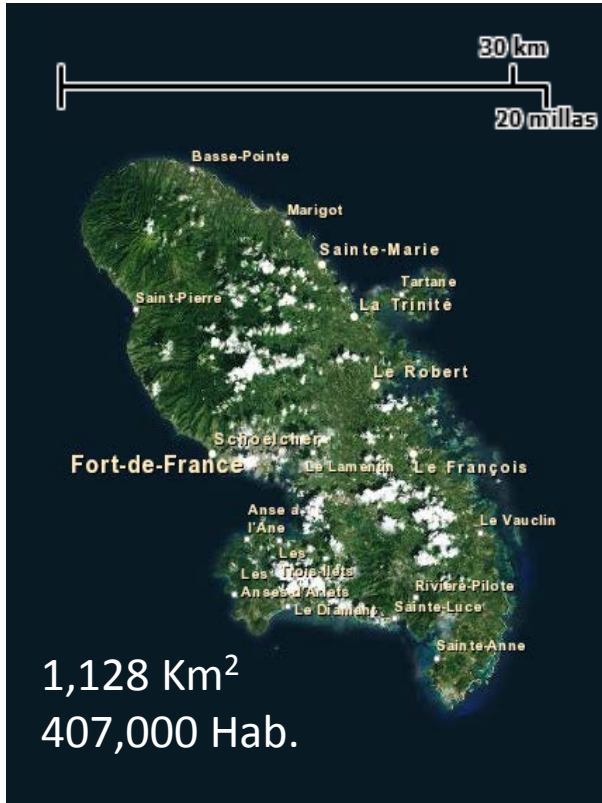 30 km
20 millas
Basse-Pointe
Marigot
Sainte-Marie
Tartane
Saint-Pierre
La Trinité
Le Robert
Schoelcher
Fort-de-France
Le Lamentin
Le François
Anse à
l'Âne
Le Vauclin
Les
Trois-Îlets
Les
Anses d'Arlets
Rivière-Pilote
Le Diamant
Sainte-Luce
Sainte-Anne
1,128 Km²
407,000 Hab.